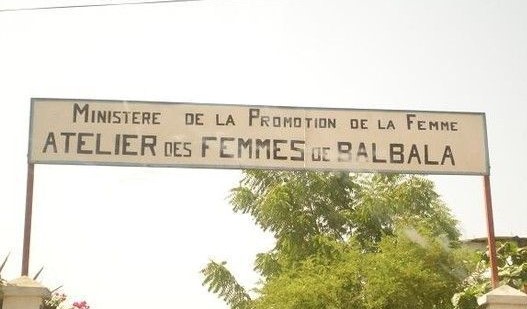 MINISTERE DE LA PROMOTION DE LA FEMME
ATELIER DES FEMMES DE BALBALA